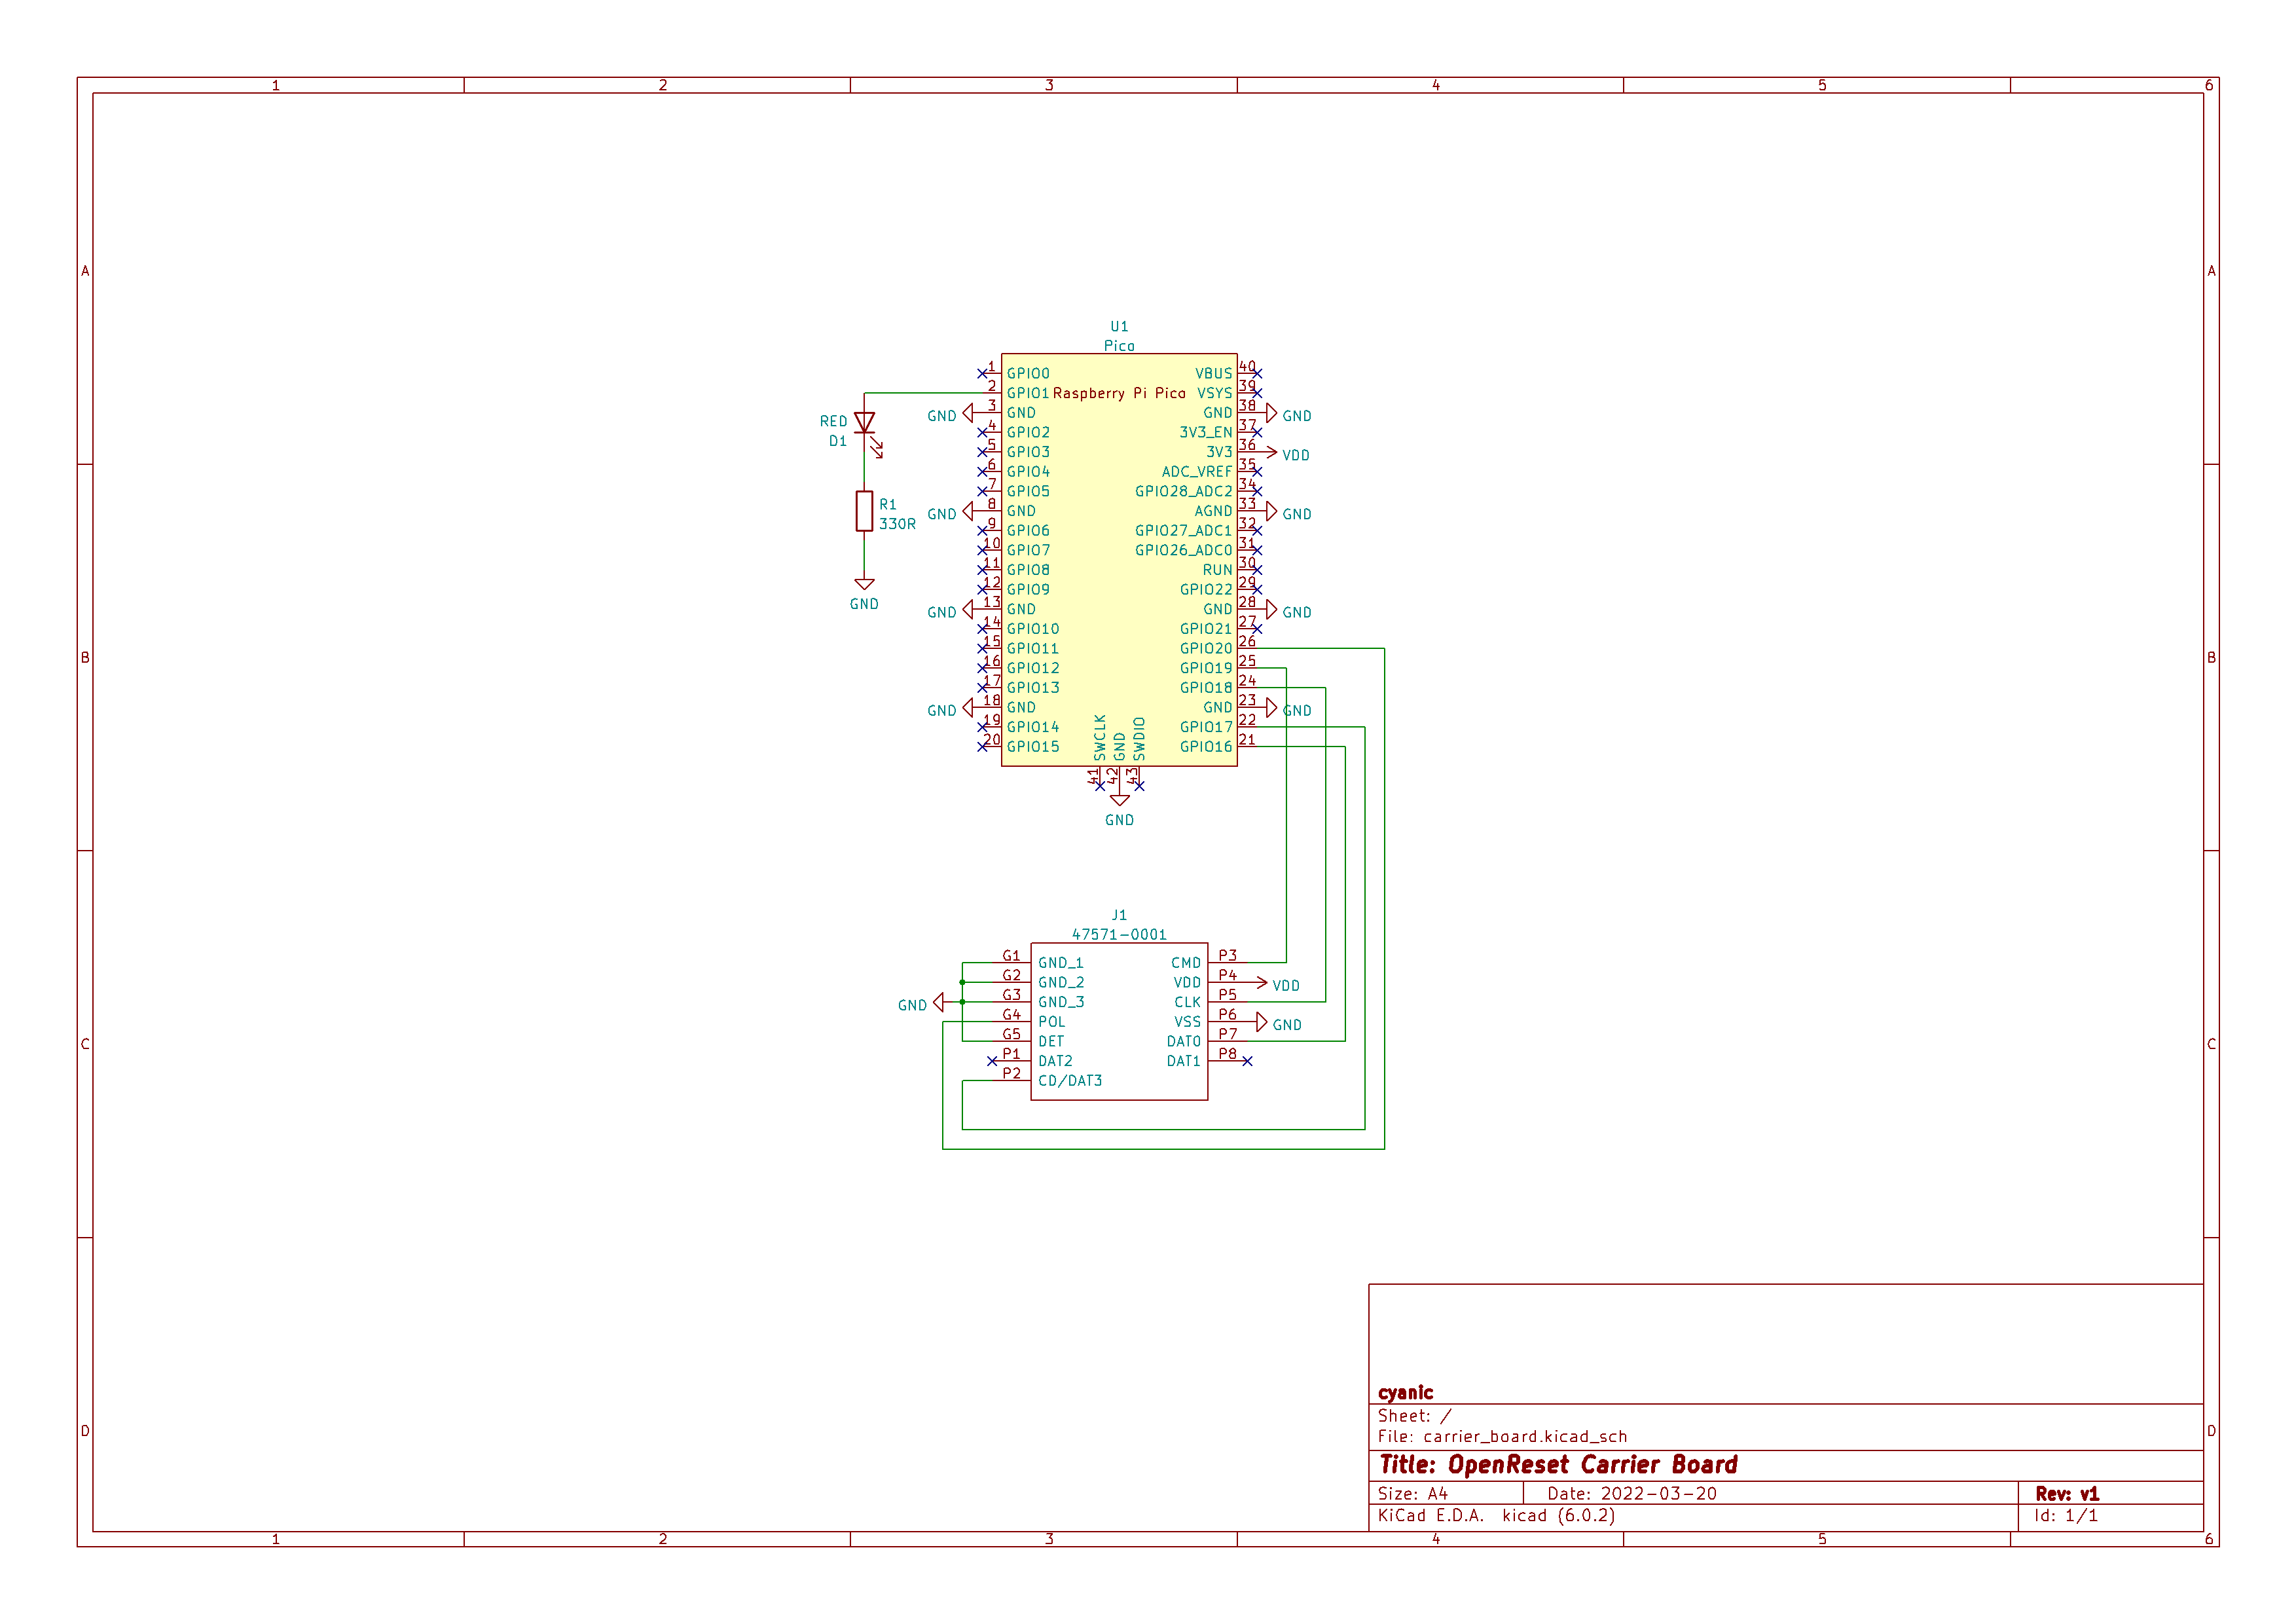 1 2 3 4 5 6
A A
B B
C C
D D
U1
Pico
Raspberry Pi Pico
1 GPIO0
2 GPIO1
3 GND
4 GPIO2
5 GPIO3
6 GPIO4
7 GPIO5
8 GND
9 GPIO6
10 GPIO7
11 GPIO8
12 GPIO9
13 GND
14 GPIO10
15 GPIO11
16 GPIO12
17 GPIO13
18 GND
19 GPIO14
20 GPIO15
VBUS 40
VSYS 39
GND 38
3V3_EN 37
3V3 36
ADC_VREF 35
GPIO28_ADC2 34
AGND 33
GPIO27_ADC1 32
GPIO26_ADC0 31
RUN 30
GPIO22 29
GND 28
GPIO21 27
GPIO20 26
GPIO19 25
GPIO18 24
GND 23
GPIO17 22
GPIO16 21
SWCLK 41
GND 42
SWDIO 43
GND
GND
GND
GND
GND
VDD
GND
GND
GND
GND
RED
D1
R1
330R
GND
J1
47571-0001
G1 GND_1
G2 GND_2
G3 GND_3
G4 POL
G5 DET
P1 DAT2
P2 CD/DAT3
CMD P3
VDD P4
CLK P5
VSS P6
DAT0 P7
DAT1 P8
GND
VDD
GND
cyanic
Sheet: /
File: carrier_board.kicad_sch
Title: OpenReset Carrier Board
Size: A4 Date: 2022-03-20 Rev: v1
KiCad E.D.A. kicad (6.0.2) Id: 1/1
1 2 3 4 5 6